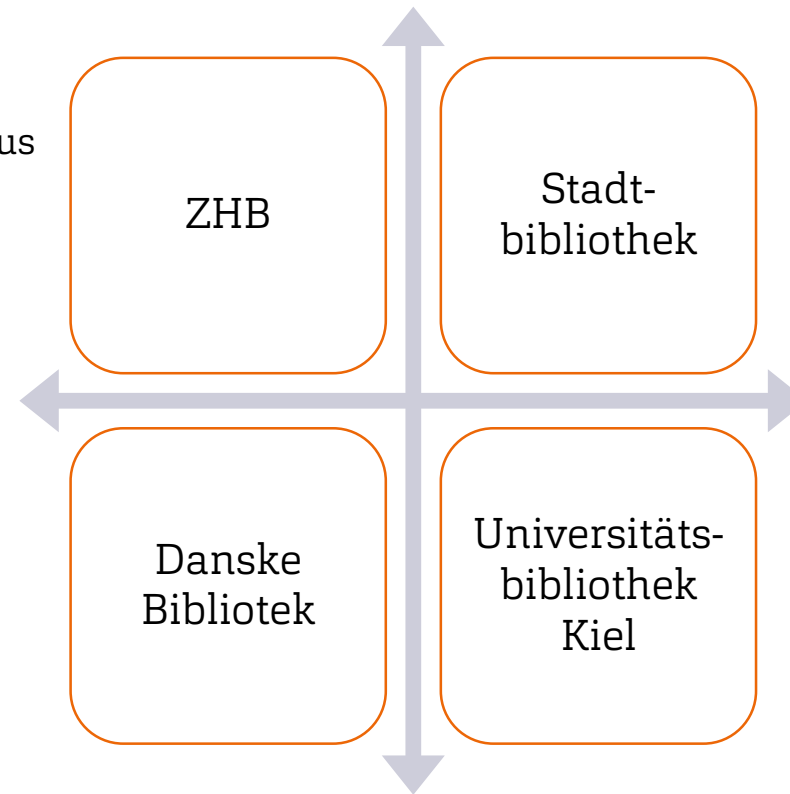 us
ZHB
Stadt-
bibliothek
Danske
Bibliotek
Universitäts-
bibliothek
Kiel